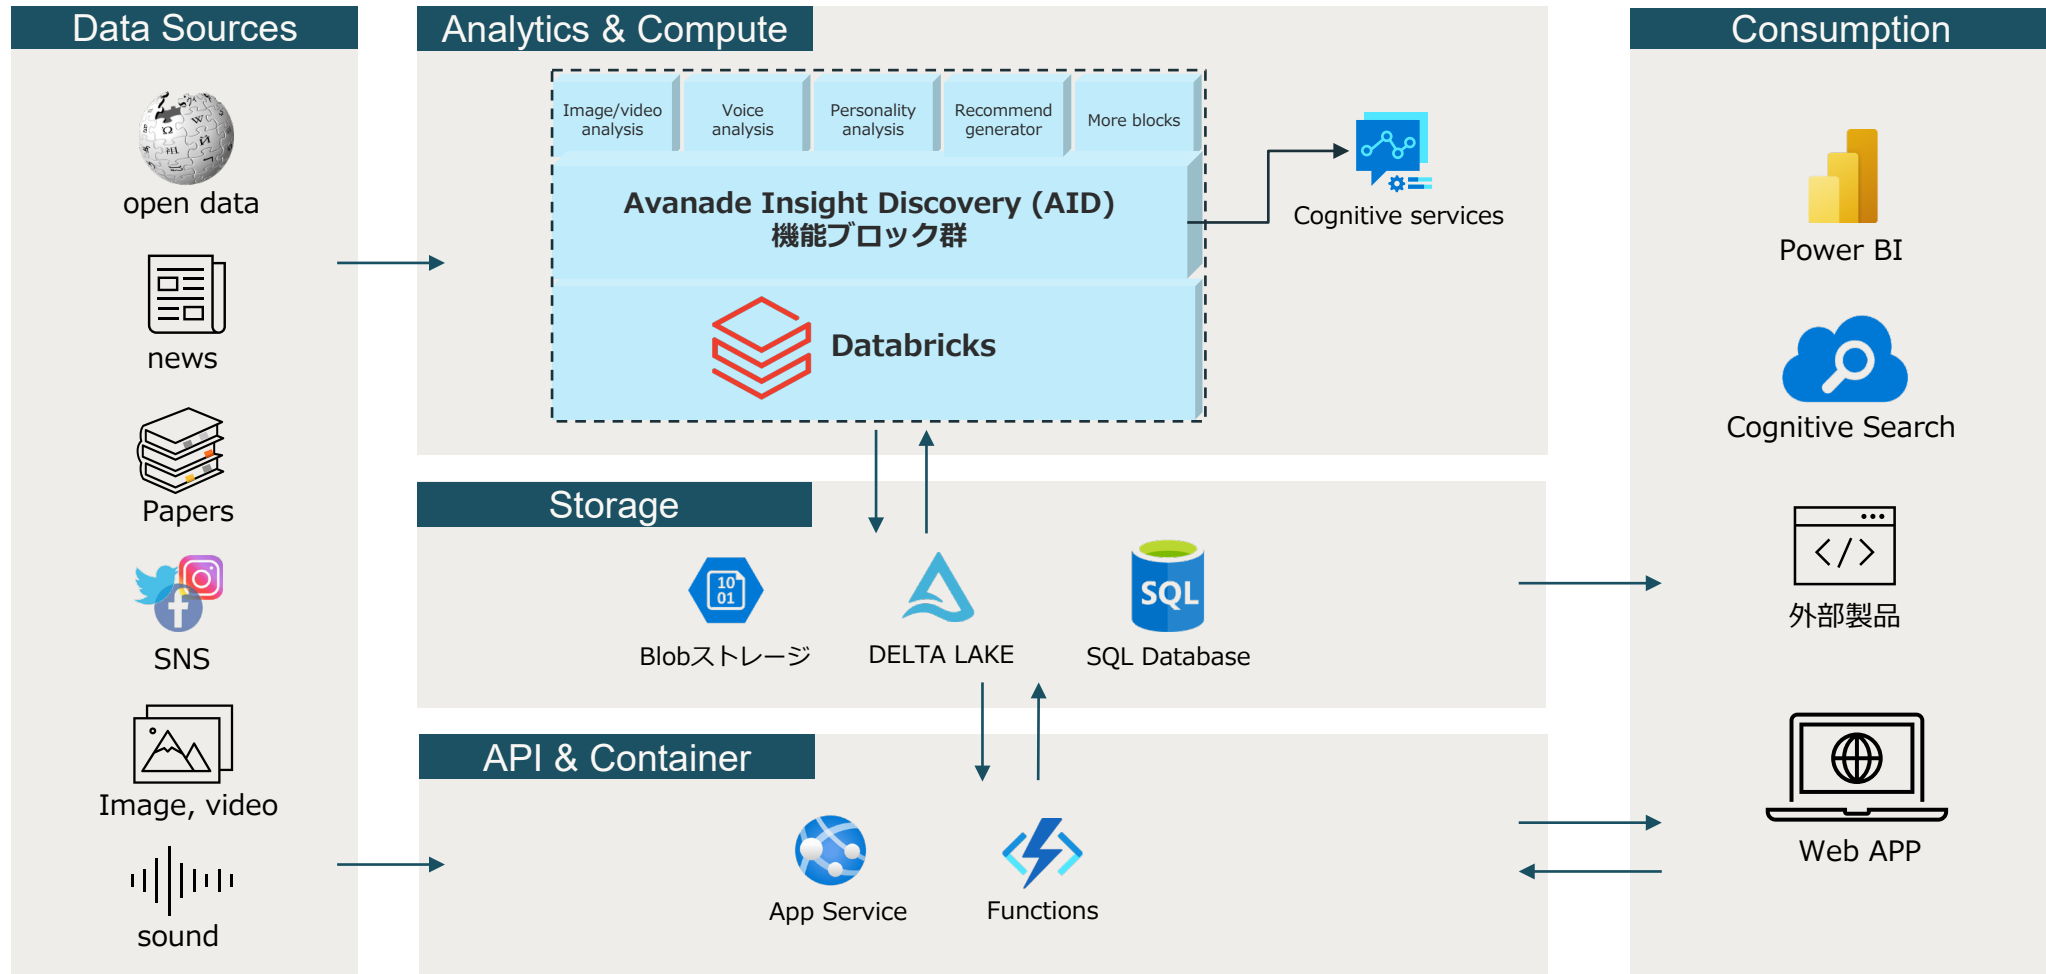 Data Sources
open data
news
Papers
SNS
Image, video
sound
Analytics & Compute
Image/video
analysis
Voice
analysis
Personality
analysis
Recommend
generator
More blocks
Avanade Insight Discovery (AID)
機能ブロック群
Databricks
Cognitive services
Storage
10
01
Blobストレージ
DELTA LAKE
SQL
SQL Database
API & Container
App Service
Functions
Consumption
Power BI
Cognitive Search
外部製品
Web APP